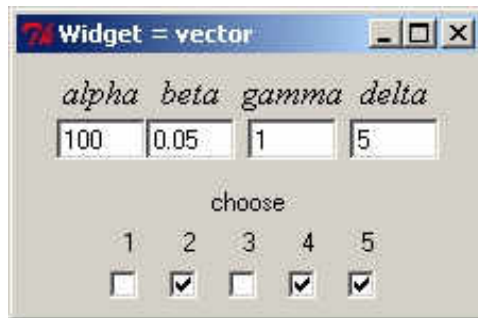 Widget = vector
alpha beta gamma delta
100 0.05 1 5
choose
1 2 3 4 5